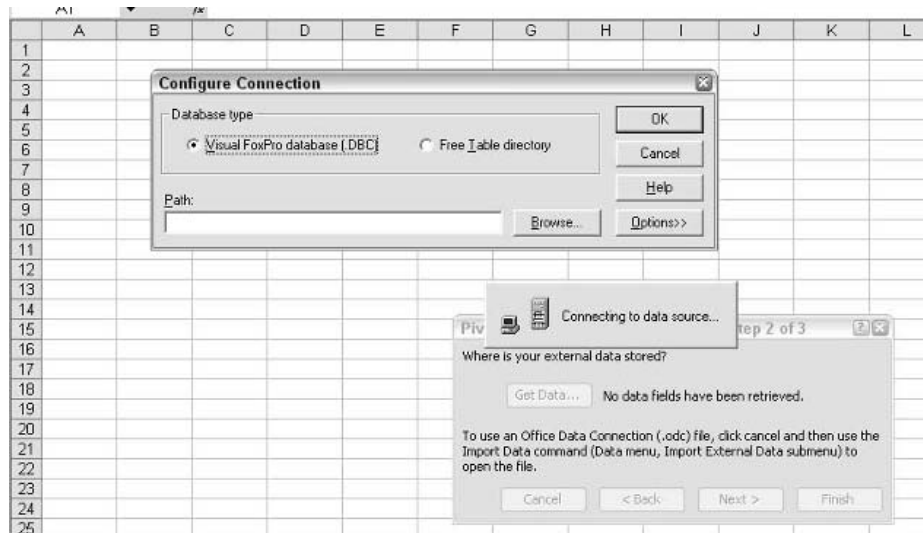 A1 fx
A B C D E F G H I J K L
1
2
3
4
5
6
7
8
9
10
11
12
13
14
15
16
17
18
19
20
21
22
23
24
25
Configure Connection
Database type
Visual FoxPro database (.DBC)
Free Table directory
OK
Cancel
Help
Path:
Browse...
Options>>
Connecting to data source...
Piv
tep 2 of 3
Where is your external data stored?
Get Data...
No data fields have been retrieved.
To use an Office Data Connection (.odc) file, click cancel and then use the
Import Data command (Data menu, Import External Data submenu) to
open the file.
Cancel
< Back
Next >
Finish